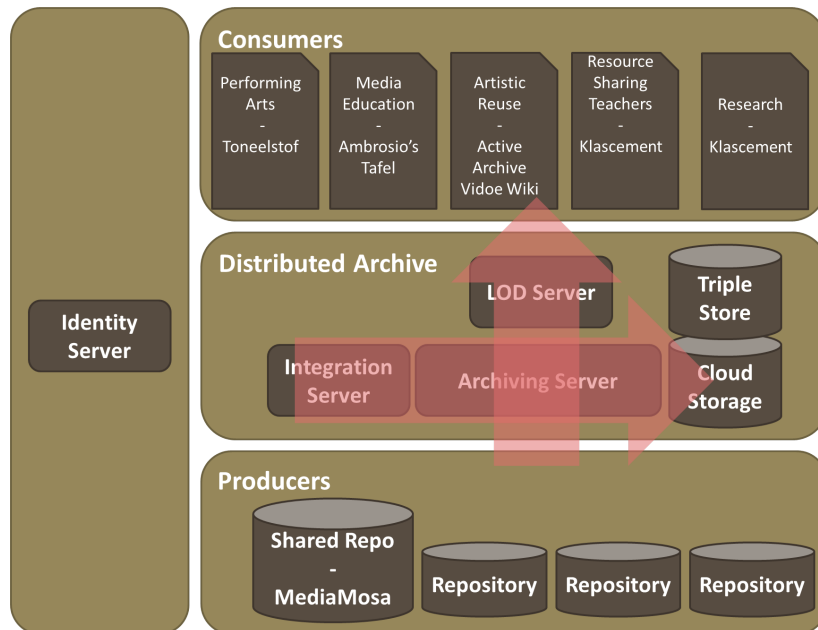 Consumers
Performing
Arts
-
Toneelstof
Media
Education
-
Ambrosio's
Tafel
Artistic
Reuse
-
Active
Archive
Vidoe Wiki
Resource
Sharing
Teachers
-
Klascement
Research
-
Klascement
Distributed Archive
LOD Server
Triple
Store
Identity
Server
Integration
Server
Archiving Server
Cloud
Storage
Producers
Shared Repo
-
MediaMosa
Repository
Repository
Repository